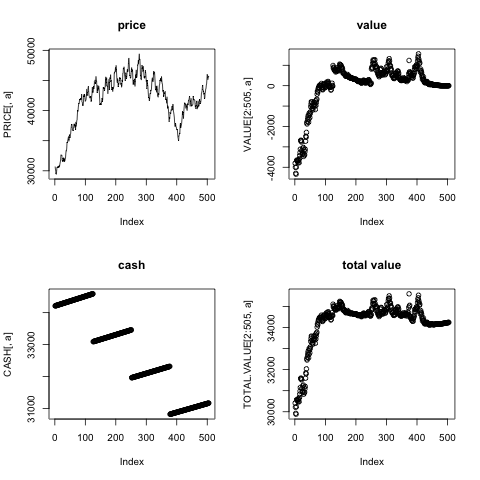 price
PRICE[, a]
30000 40000 50000
0 100 200 300 400 500
Index
value
VALUE[2:505, a]
-4000 -2000 0
0 100 200 300 400 500
Index
cash
CASH[, a]
31000 33000
0 100 200 300 400 500
Index
total value
TOTAL.VALUE[2:505, a]
30000 32000 34000
0 100 200 300 400 500
Index